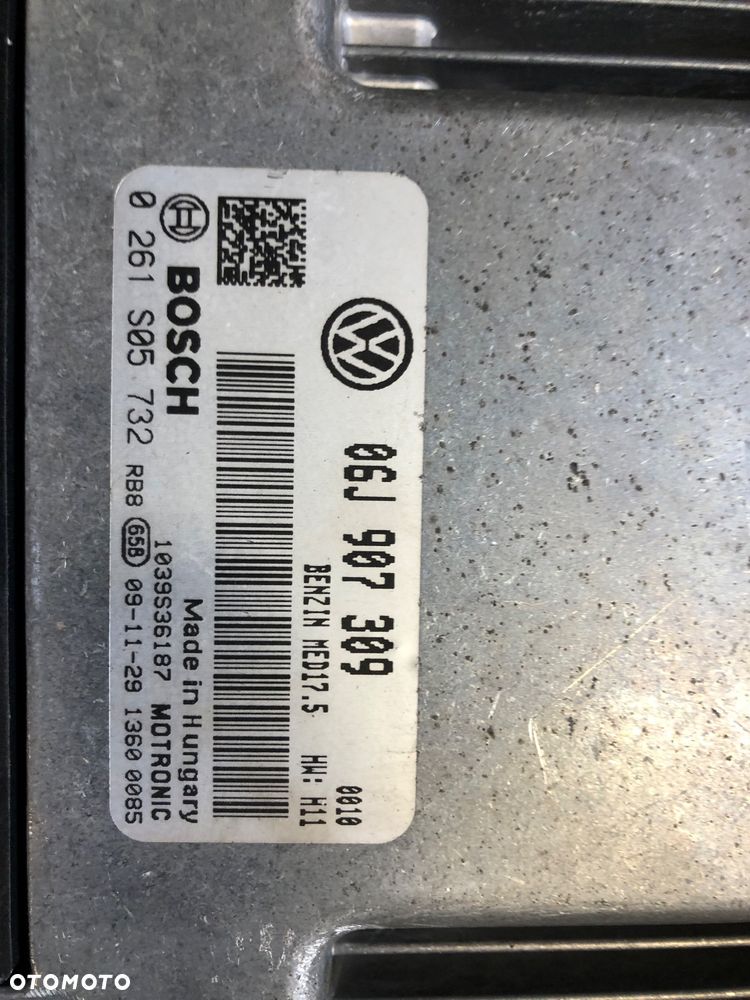 06J 907 309
0010
BENZIN MED17.5 HW: H11
BOSCH
Made in Hungary
1039S36187 MOTRONIC
0 261 S05 732 RB8 65B 09-11-29 1360 0085
OTOMOTO